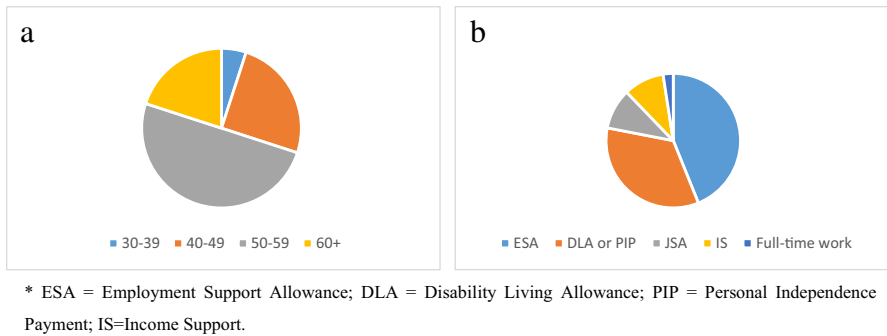 a
b
30-39 40-49 50-59 60+
ESA DLA or PIP JSA IS Full-time work
* ESA = Employment Support Allowance; DLA = Disability Living Allowance; PIP = Personal Independence
Payment; IS=Income Support.